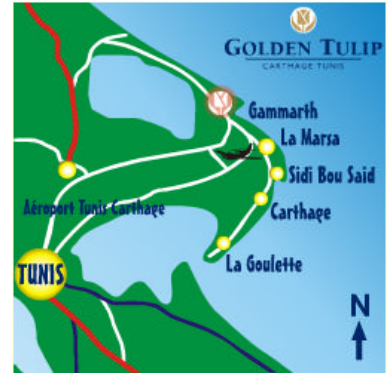 GOLDEN TULIP
CARTHAGE TUNIS
Gammarth
La Marsa
Sidi Bou Said
Aéroport Tunis Carthage
Carthage
La Goulette
TUNIS
N